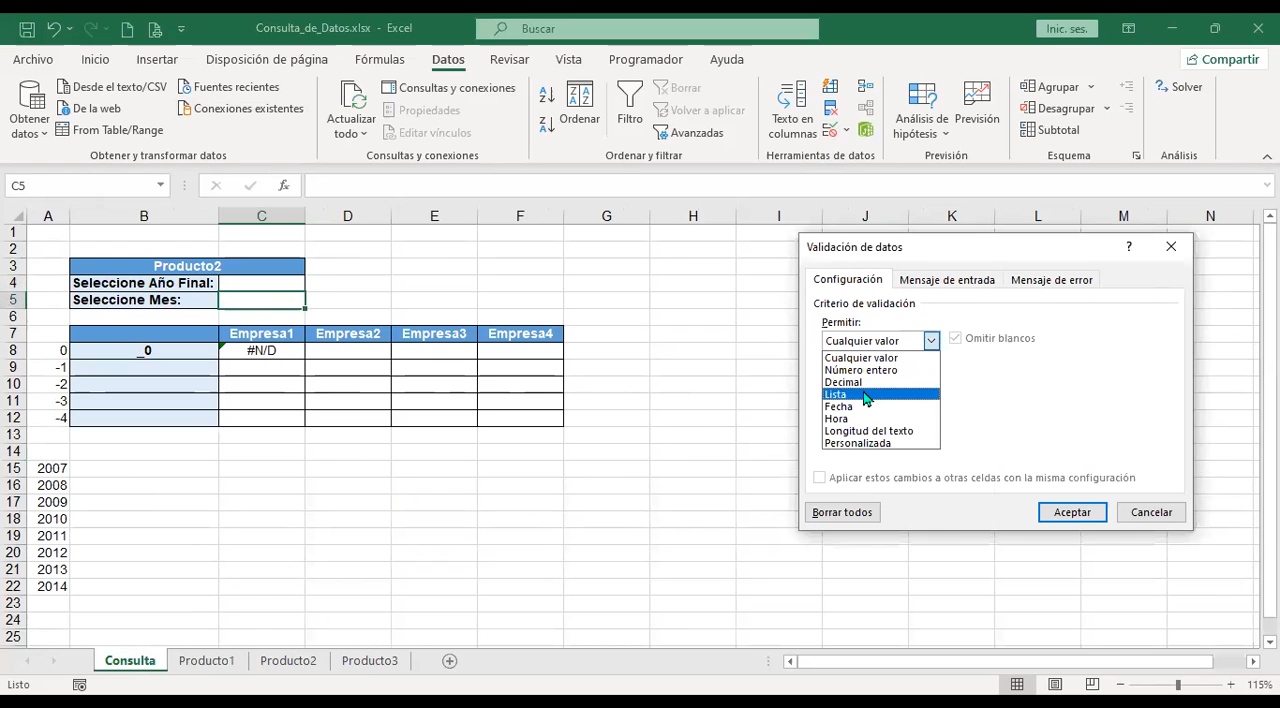 Consulta_de_Datos.xlsx - Excel
Buscar
Inic. ses.
Archivo
Inicio
Insertar
Disposición de página
Fórmulas
Datos
Revisar
Vista
Programador
Ayuda
Compartir
Obtener datos
Desde el texto/CSV
De la web
From Table/Range
Fuentes recientes
Conexiones existentes
Obtener y transformar datos
Actualizar todo
Consultas y conexiones
Propiedades
Editar vínculos
Consultas y conexiones
Ordenar
Filtro
Borrar
Volver a aplicar
Avanzadas
Ordenar y filtrar
Texto en columnas
Herramientas de datos
Análisis de hipótesis
Previsión
Previsión
Agrupar
Desagrupar
Subtotal
Esquema
Solver
Análisis
C5
fx
A B C D E F G H I J K L M N
1
2
3 Producto2
4 Seleccione Año Final:
5 Seleccione Mes:
6
7 Empresa1 Empresa2 Empresa3 Empresa4
8 0 _0 #N/D
9 -1
10 -2
11 -3
12 -4
13
14
15 2007
16 2008
17 2009
18 2010
19 2011
20 2012
21 2013
22 2014
23
24
25
Validación de datos
?
Configuración
Mensaje de entrada
Mensaje de error
Criterio de validación
Permitir:
Cualquier valor
Omitir blancos
Cualquier valor
Número entero
Decimal
Lista
Fecha
Hora
Longitud del texto
Personalizada
Aplicar estos cambios a otras celdas con la misma configuración
Borrar todos
Aceptar
Cancelar
Consulta
Producto1
Producto2
Producto3
Listo
115%